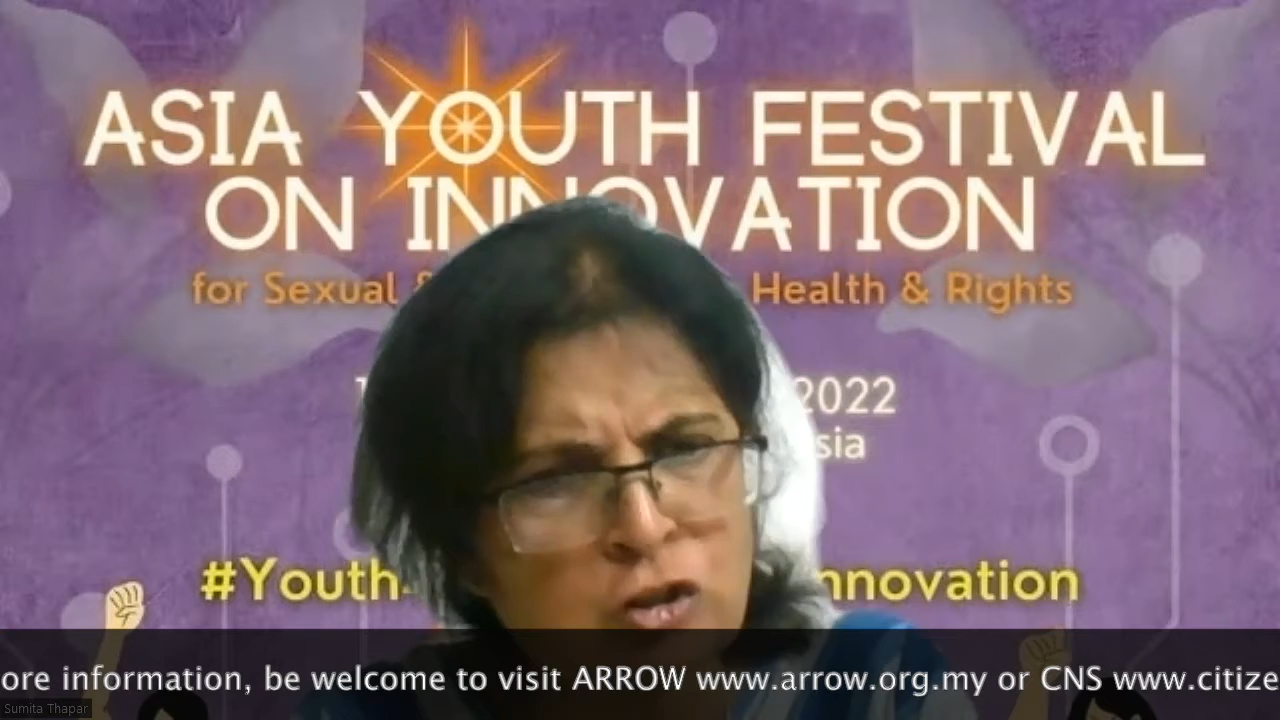 ASIA YOUTH FESTIVAL
ON INNOVATION
for Sexual & Health & Rights
2022
sia
#Youth nnovation
ore information, be welcome to visit ARROW www.arrow.org.my or CNS www.citize
Sumita Thapar